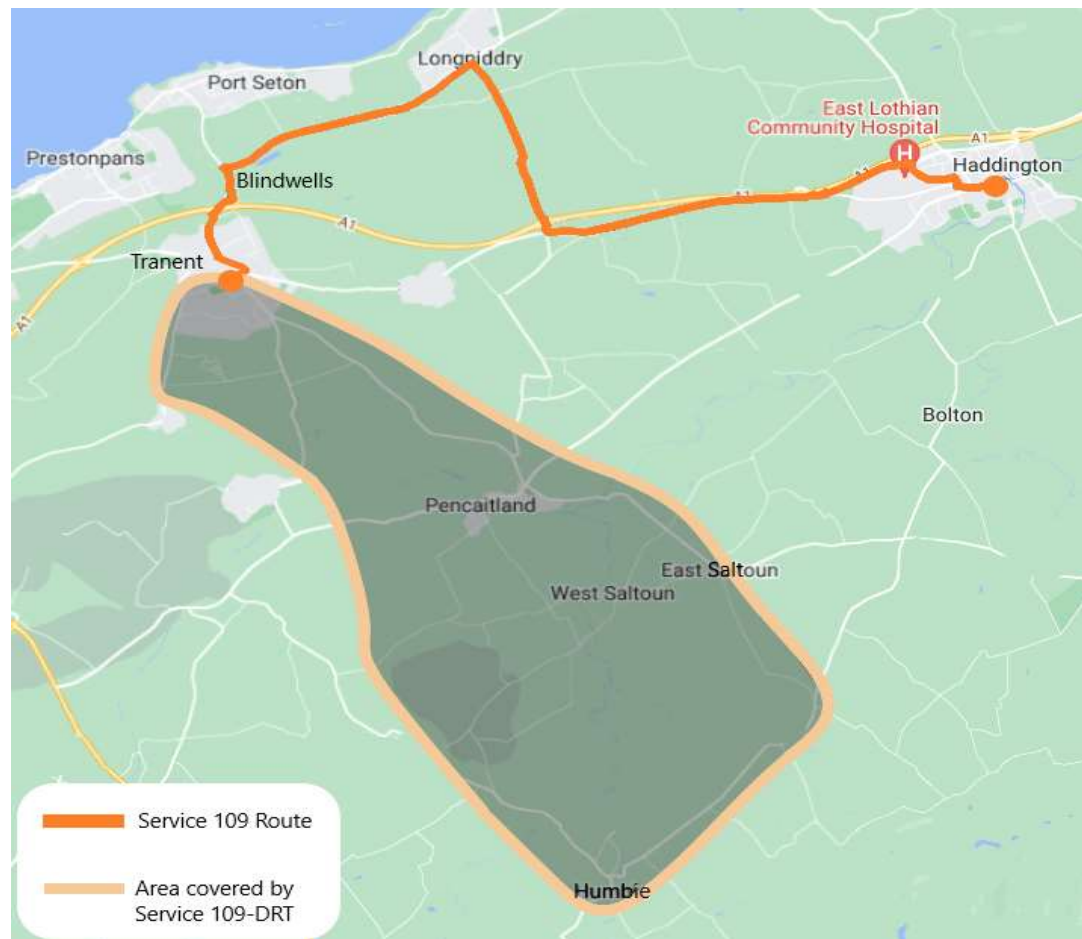 Longniddry
Port Seton
East Lothian
Community Hospital
A1
H
Prestonpans
Haddington
A1
A1
Blindwells
A1
Tranent
A1
Bolton
Pencaitland
East Saltoun
West Saltoun
Service 109 Route
Humbie
Area covered by
Service 109-DRT